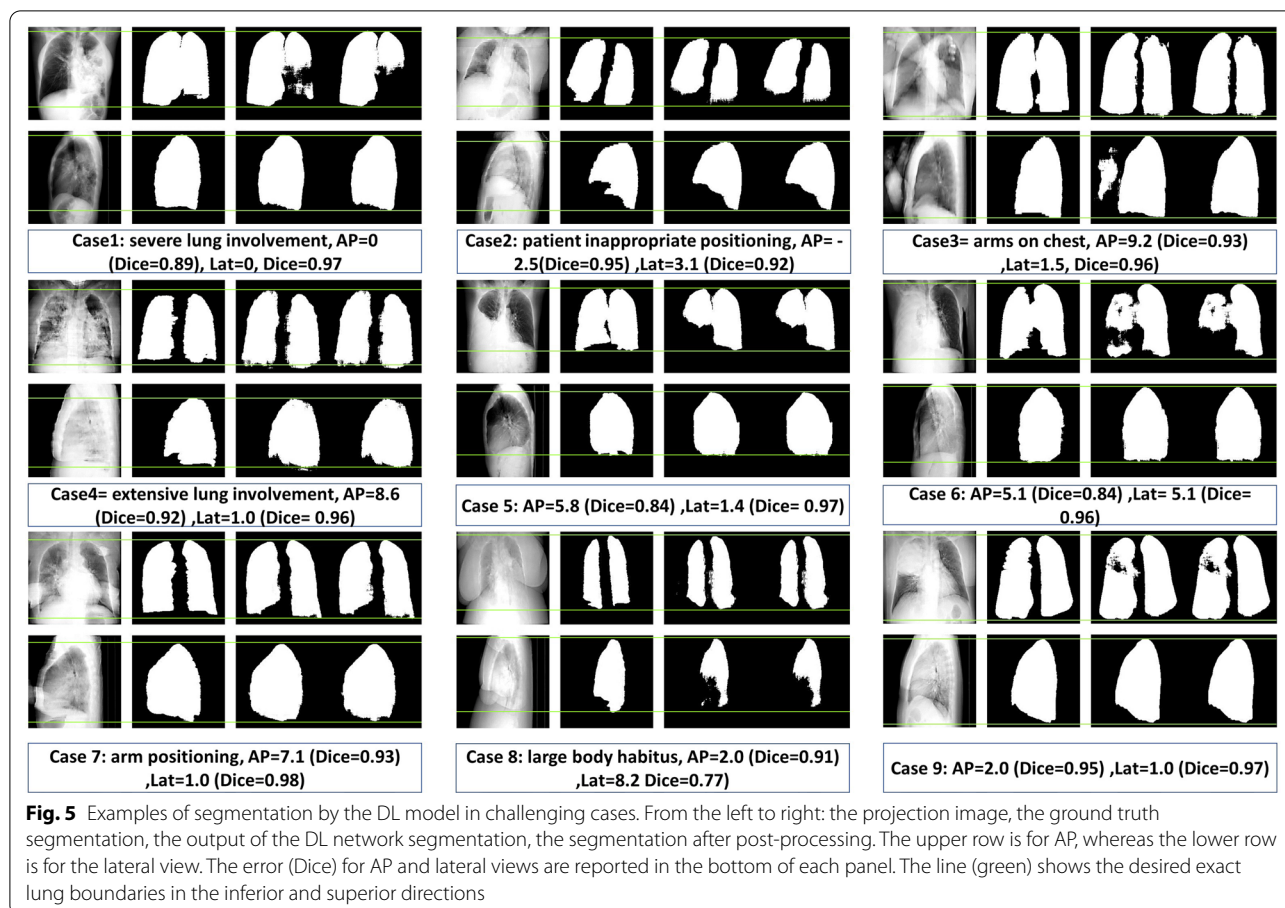 Case1: severe lung involvement, AP=0
(Dice=0.89), Lat=0, Dice=0.97
Case2: patient inappropriate positioning, AP= -
2.5(Dice=0.95) ,Lat=3.1 (Dice=0.92)
Case3= arms on chest, AP=9.2 (Dice=0.93)
,Lat=1.5, Dice=0.96)
Case4= extensive lung involvement, AP=8.6
(Dice=0.92) ,Lat=1.0 (Dice= 0.96)
Case 5: AP=5.8 (Dice=0.84) ,Lat=1.4 (Dice= 0.97)
Case 6: AP=5.1 (Dice=0.84) ,Lat= 5.1 (Dice=
0.96)
Case 7: arm positioning, AP=7.1 (Dice=0.93)
,Lat=1.0 (Dice=0.98)
Case 8: large body habitus, AP=2.0 (Dice=0.91)
,Lat=8.2 Dice=0.77)
Case 9: AP=2.0 (Dice=0.95) ,Lat=1.0 (Dice=0.97)
Fig. 5 Examples of segmentation by the DL model in challenging cases. From the left to right: the projection image, the ground truth
segmentation, the output of the DL network segmentation, the segmentation after post-processing. The upper row is for AP, whereas the lower row
is for the lateral view. The error (Dice) for AP and lateral views are reported in the bottom of each panel. The line (green) shows the desired exact
lung boundaries in the inferior and superior directions